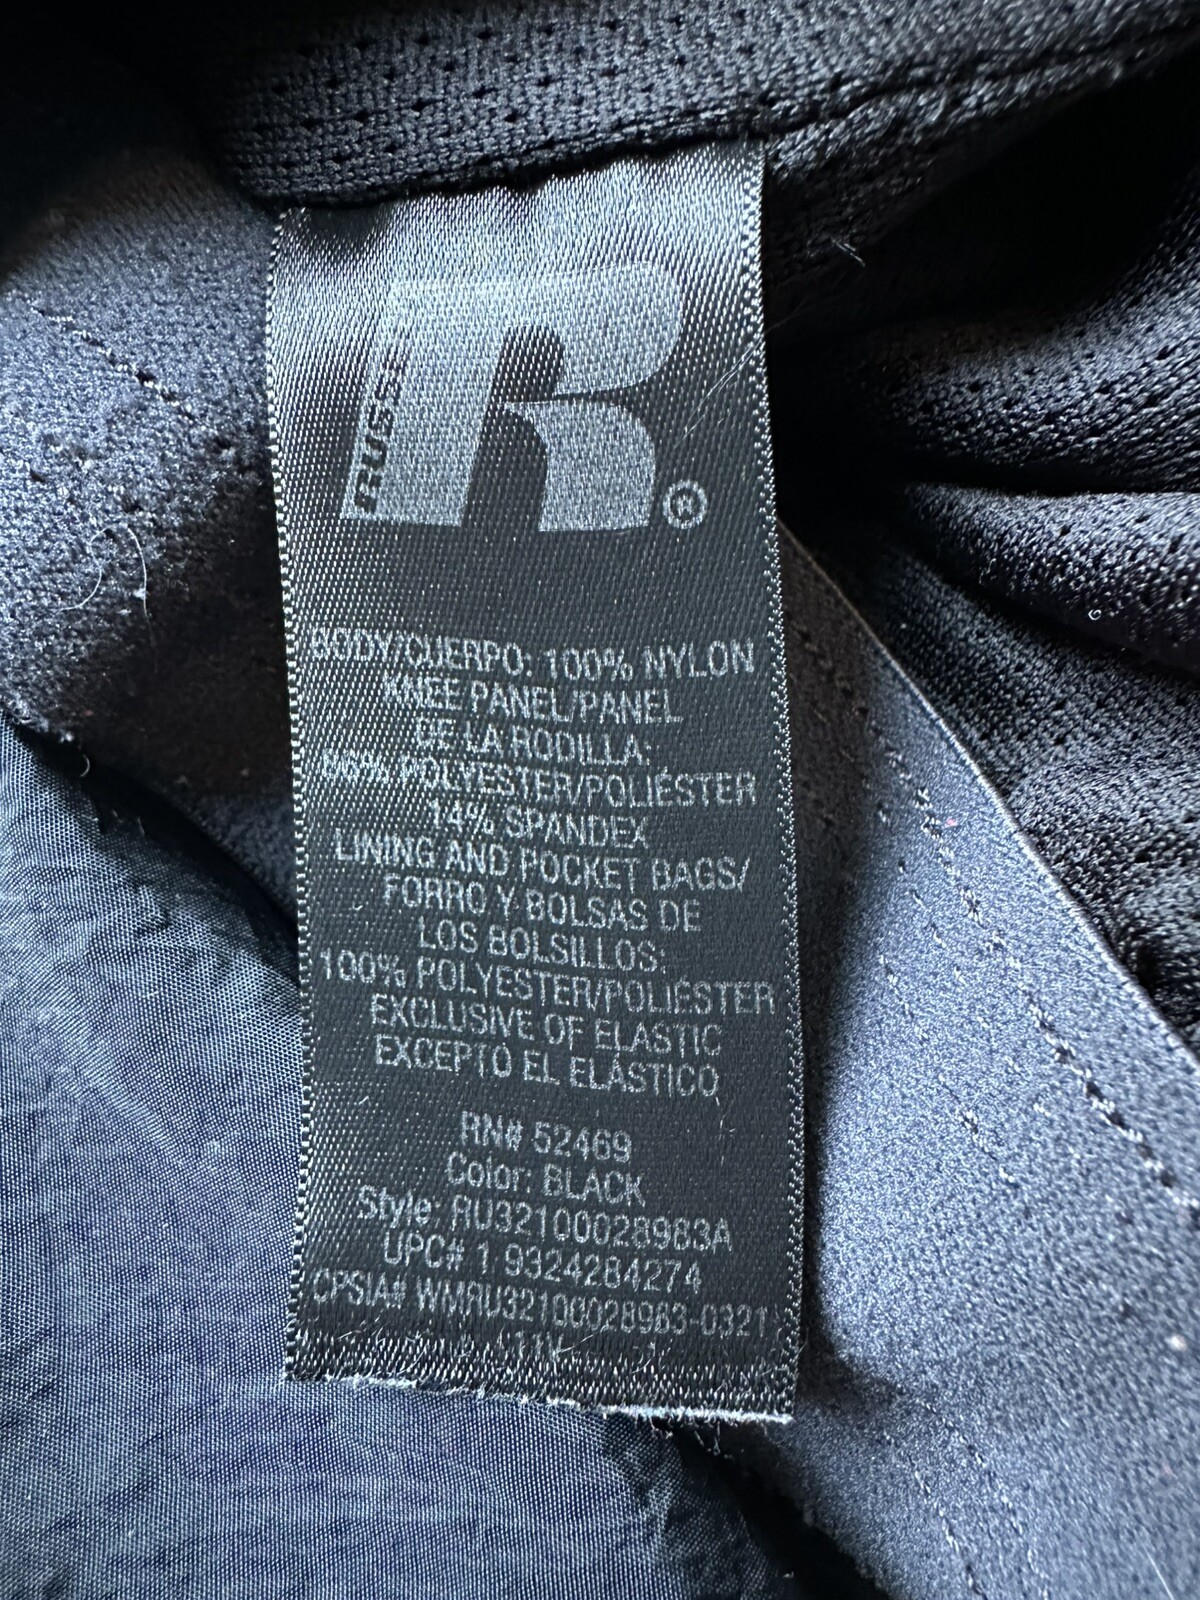 R®
BODY/CUERPO: 100% NYLON
KNEE PANEL/PANEL
DE LA RODILLA:
86% POLYESTER/POLIÉSTER
14% SPANDEX
LINING AND POCKET BAGS/
FORRO Y BOLSAS DE
LOS BOLSILLOS:
100% POLYESTER/POLIÉSTER
EXCLUSIVE OF ELASTIC
EXCEPTO EL ELÁSTICO
RN# 52469
Color: BLACK
Style: RU32100028983A
UPC# 1 9324284274
CPSIA# WMRU32100028983-0321